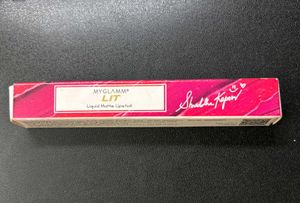 MYGLAMM®
LIT
Liquid Matte Lipstick
Shraddha Kapoor